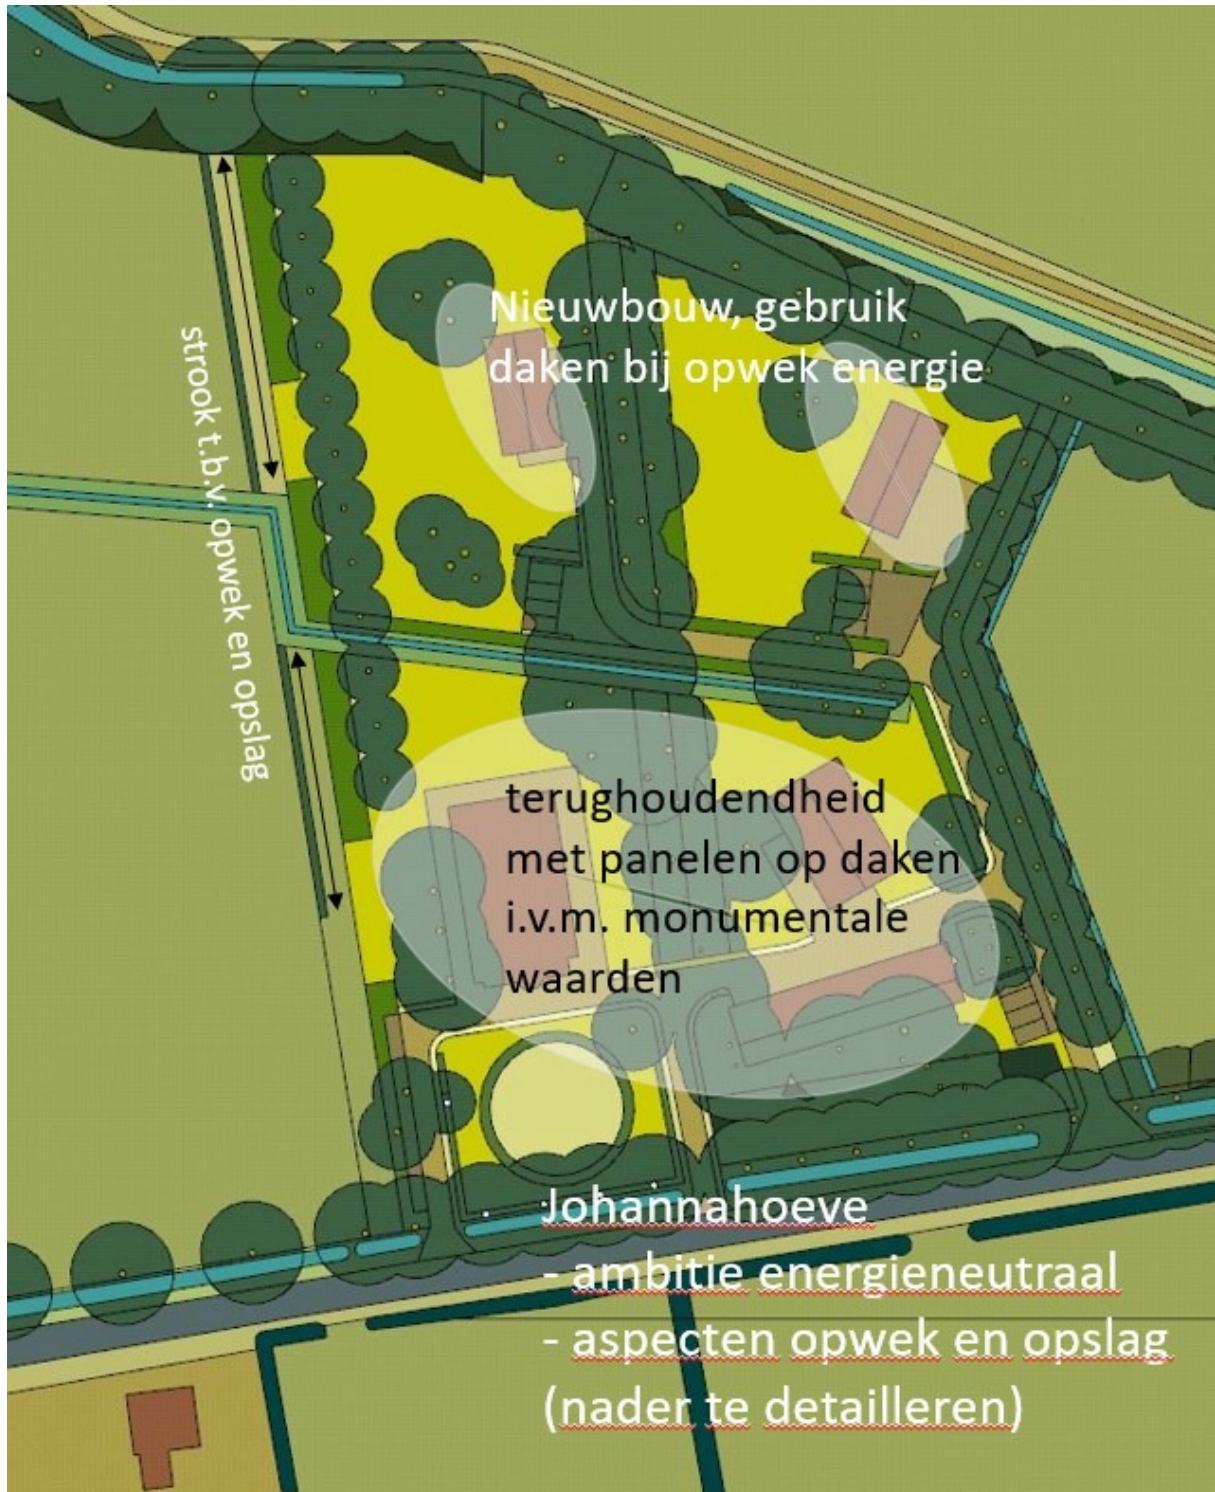 Nieuwbouw, gebruik
daken bij opwek energie
strook t.b.v. opwek en opslag
terughoudendheid
met panelen op daken
i.v.m. monumentale
waarden
Johannahoeve
- ambitie energieneutraal
- aspecten opwek en opslag
(nader te detailleren)